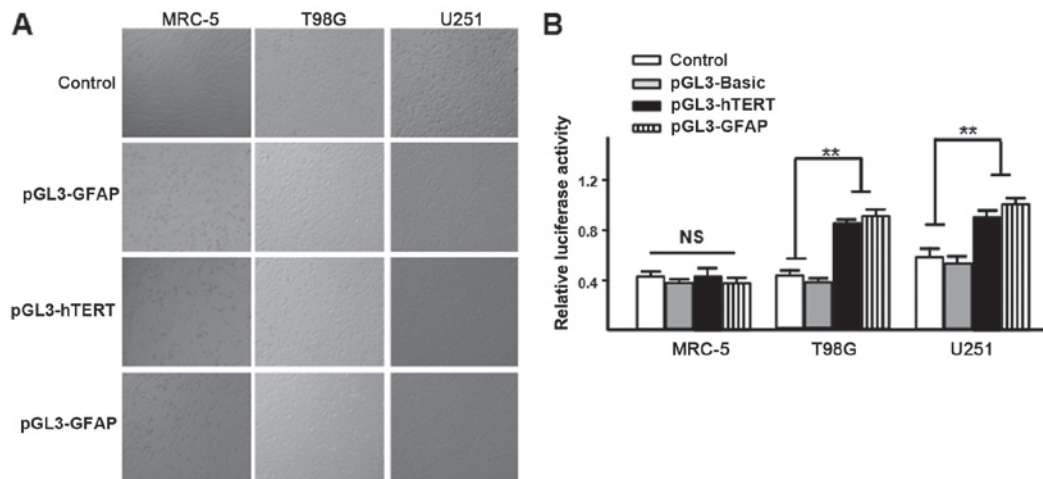 A
MRC-5 T98G U251
Control
pGL3-GFAP
pGL3-hTERT
pGL3-GFAP
B
Control
pGL3-Basic
pGL3-hTERT
pGL3-GFAP
Relative luciferase activity
1.2
0.8
0.4
NS
**
**
MRC-5 T98G U251